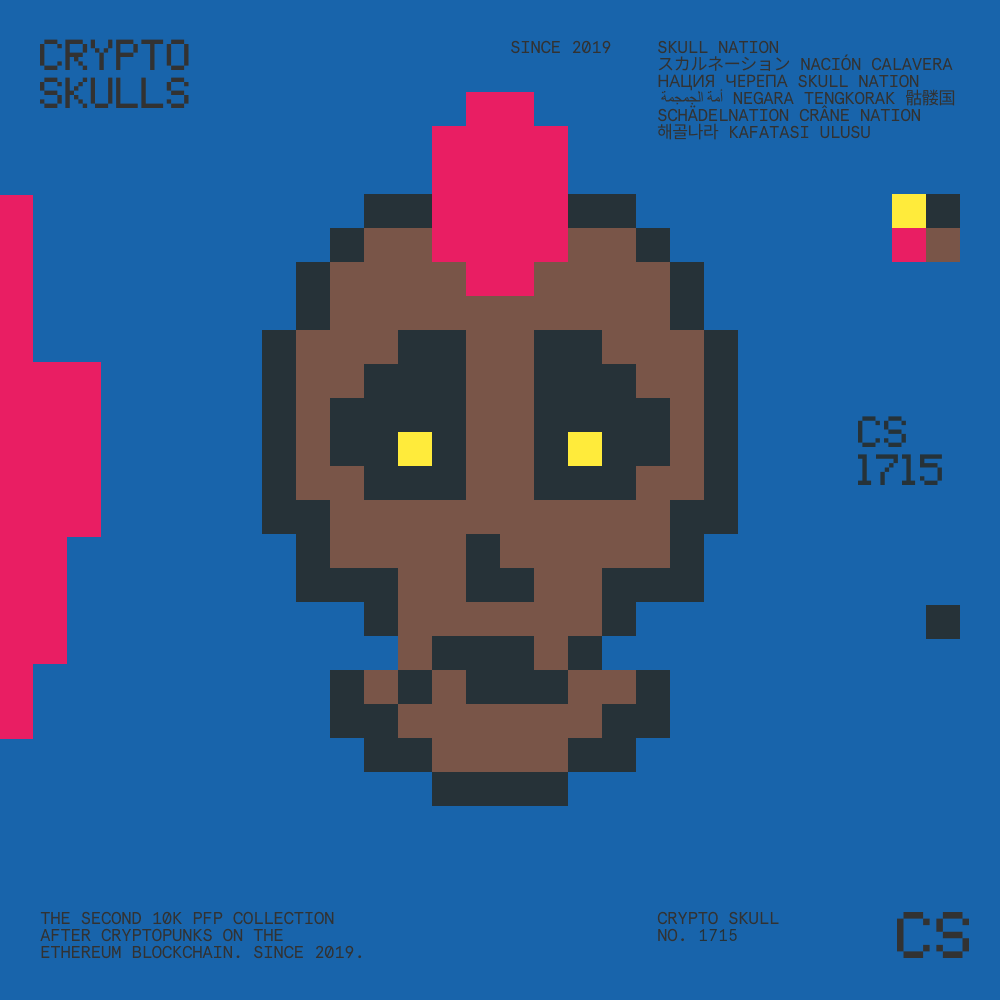 CRYPTO
SKULLS
SINCE 2019
SKULL NATION
スカルネーション NACIÓN CALAVERA
НАЦИЯ ЧЕРЕПА SKULL NATION
أمة الجمجمة NEGARA TENGKORAK 骷髅国
SCHÄDELNATION CRÂNE NATION
해골나라 KAFATASI ULUSU
CS
1715
THE SECOND 10K PFP COLLECTION
AFTER CRYPTOPUNKS ON THE
ETHEREUM BLOCKCHAIN. SINCE 2019.
CRYPTO SKULL
NO. 1715
CS